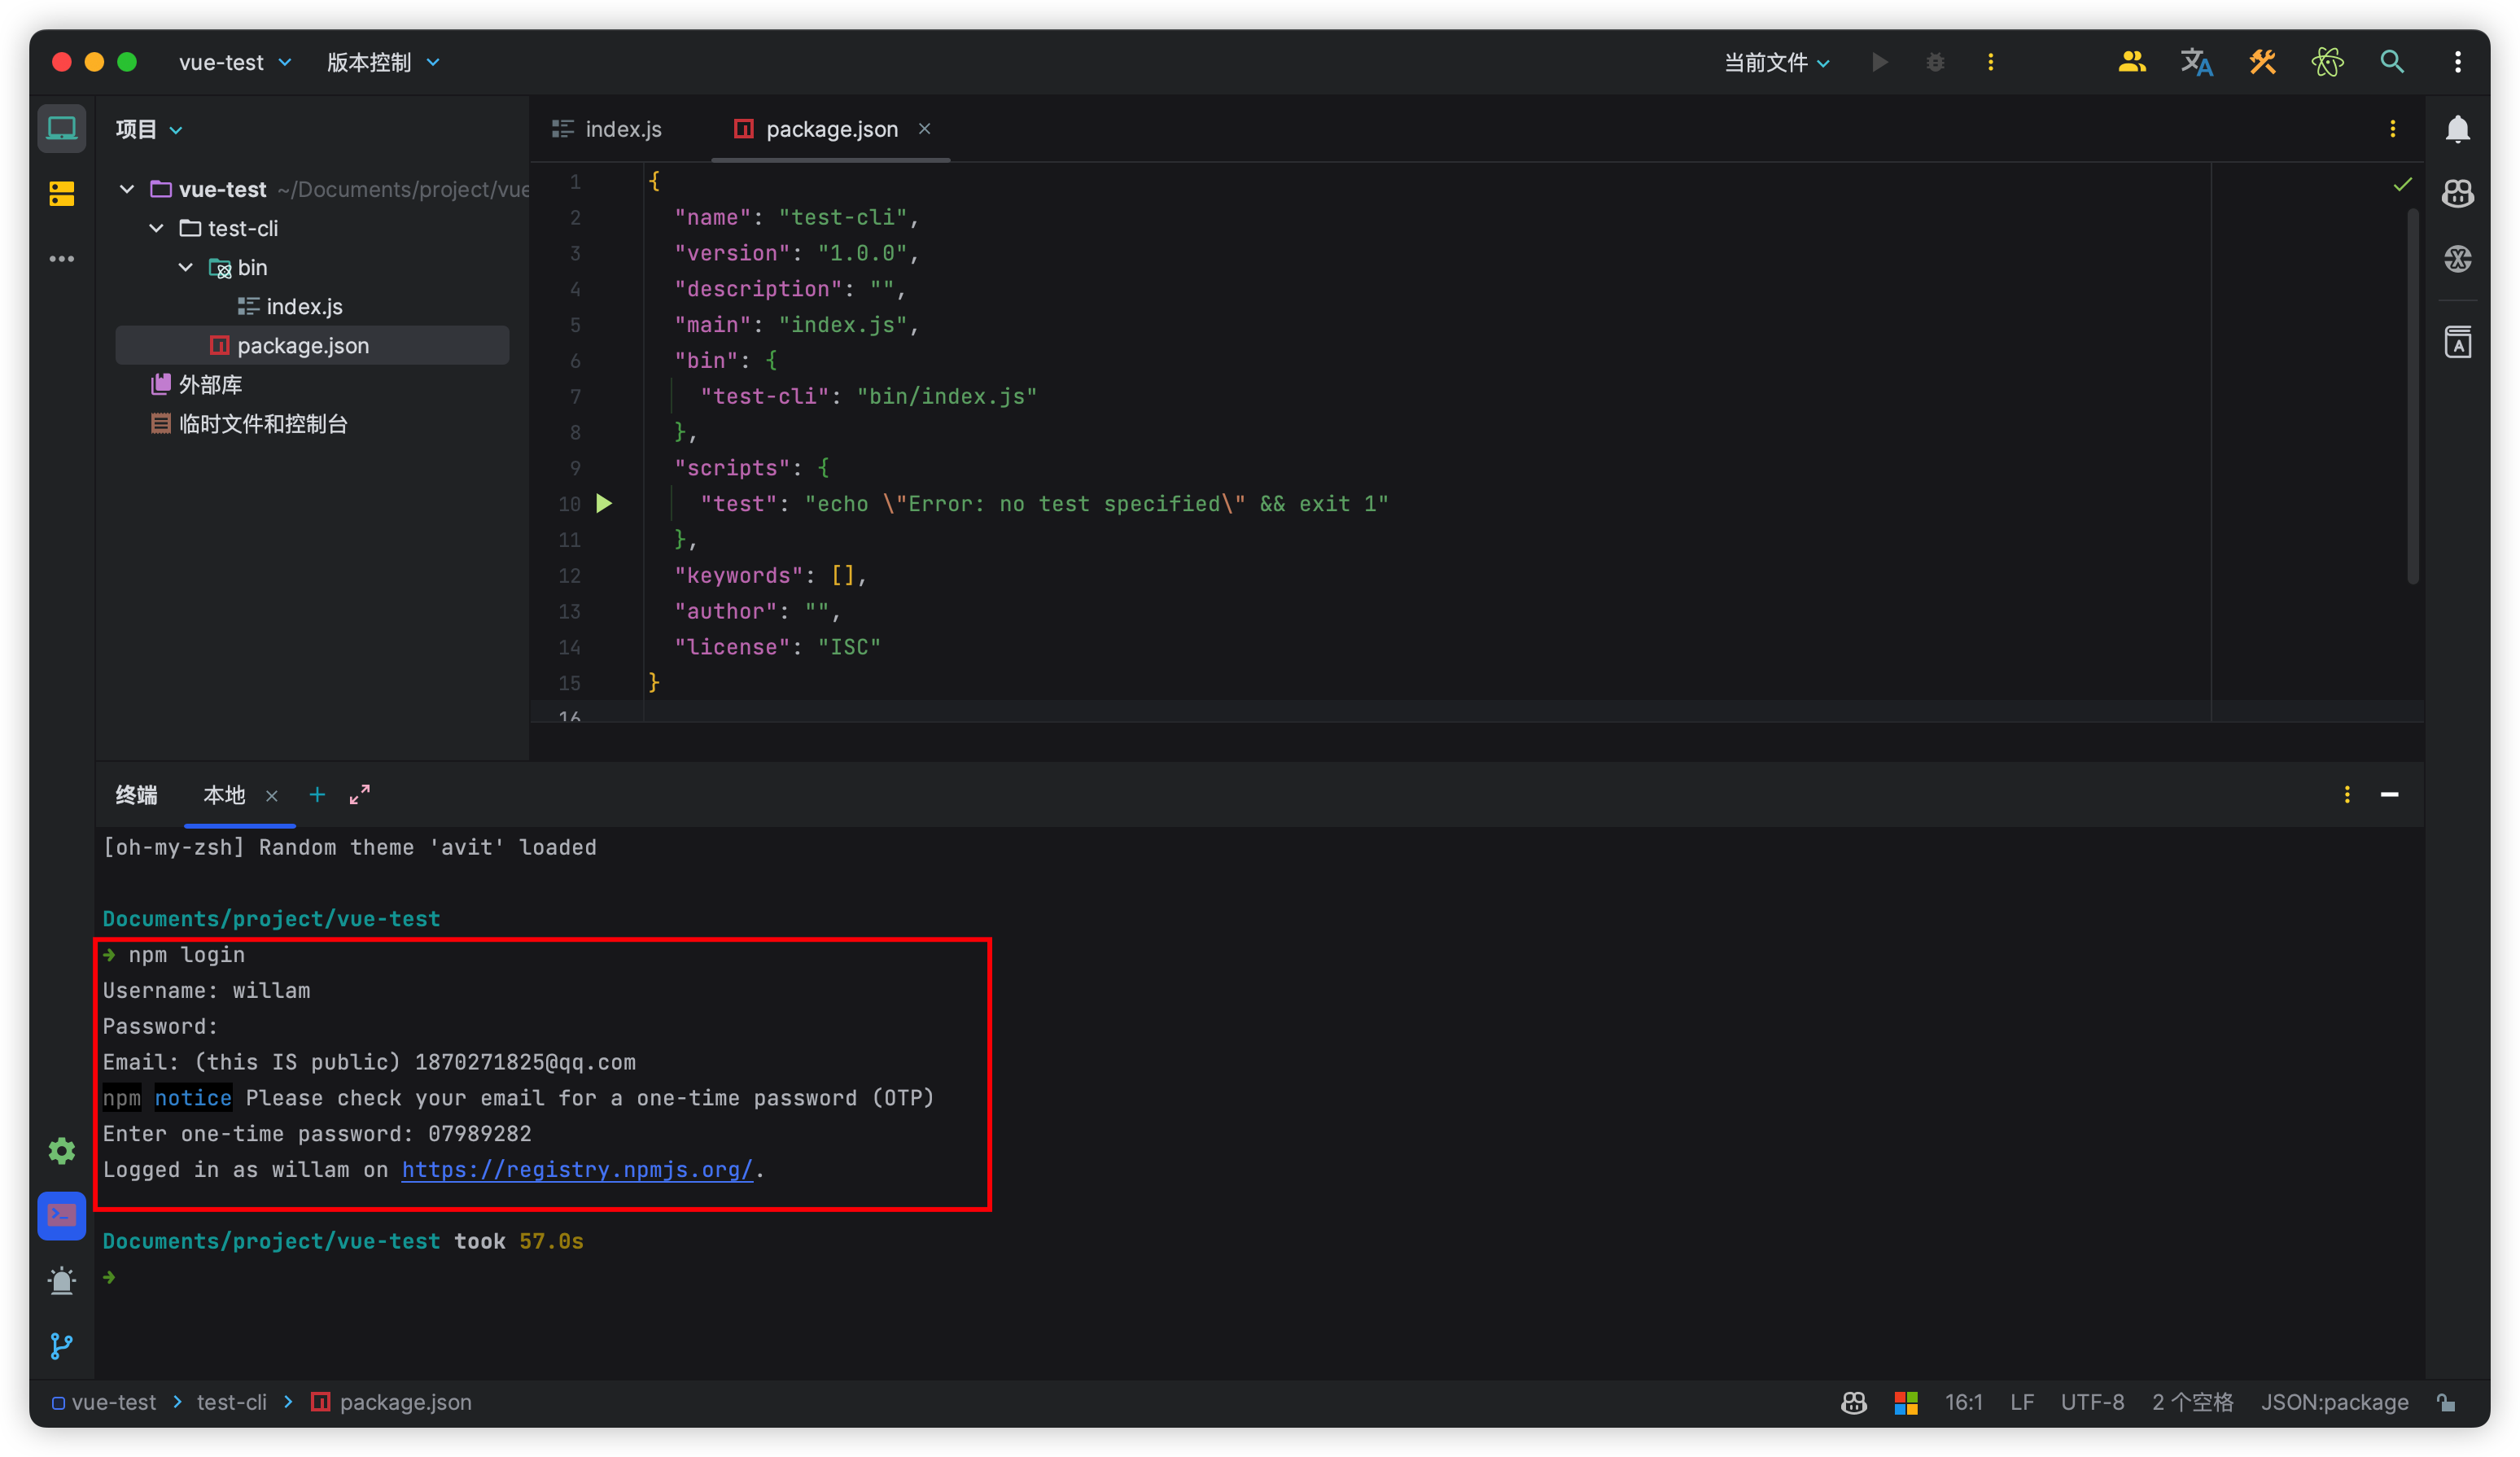 vue-test 版本控制 当前文件
项目
vue-test ~/Documents/project/vue
test-cli
bin
index.js
package.json
外部库
临时文件和控制台
index.js package.json
1 {
2 "name": "test-cli",
3 "version": "1.0.0",
4 "description": "",
5 "main": "index.js",
6 "bin": {
7 "test-cli": "bin/index.js"
8 },
9 "scripts": {
10 "test": "echo \"Error: no test specified\" && exit 1"
11 },
12 "keywords": [],
13 "author": "",
14 "license": "ISC"
15 }
16
终端 本地
[oh-my-zsh] Random theme 'avit' loaded
Documents/project/vue-test
➜ npm login
Username: willam
Password:
Email: (this IS public) 1870271825@qq.com
npm notice Please check your email for a one-time password (OTP)
Enter one-time password: 07989282
Logged in as willam on https://registry.npmjs.org/.
Documents/project/vue-test took 57.0s
➜
vue-test › test-cli › package.json 16:1 LF UTF-8 2 个空格 JSON:package